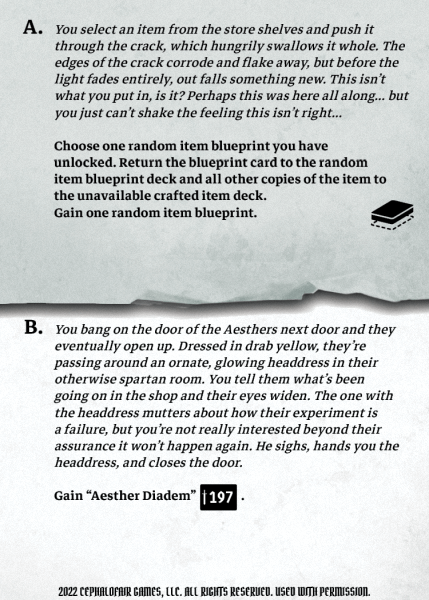 A. You select an item from the store shelves and push it
through the crack, which hungrily swallows it whole. The
edges of the crack corrode and flake away, but before the
light fades entirely, out falls something new. This isn't
what you put in, is it? Perhaps this was here all along... but
you just can't shake the feeling this isn't right...
Choose one random item blueprint you have
unlocked. Return the blueprint card to the random
item blueprint deck and all other copies of the item to
the unavailable crafted item deck.
Gain one random item blueprint.
B. You bang on the door of the Aesthers next door and they
eventually open up. Dressed in drab yellow, they're
passing around an ornate, glowing headdress in their
otherwise spartan room. You tell them what's been
going on in the shop and their eyes widen. The one with
the headdress mutters about how their experiment is
a failure, but you're not really interested beyond their
assurance it won't happen again. He sighs, hands you the
headdress, and closes the door.
Gain "Aesther Diadem" 197 .
2022 CEPHALOFAIR GAMES, LLC. ALL RIGHTS RESERVED. USED WITH PERMISSION.